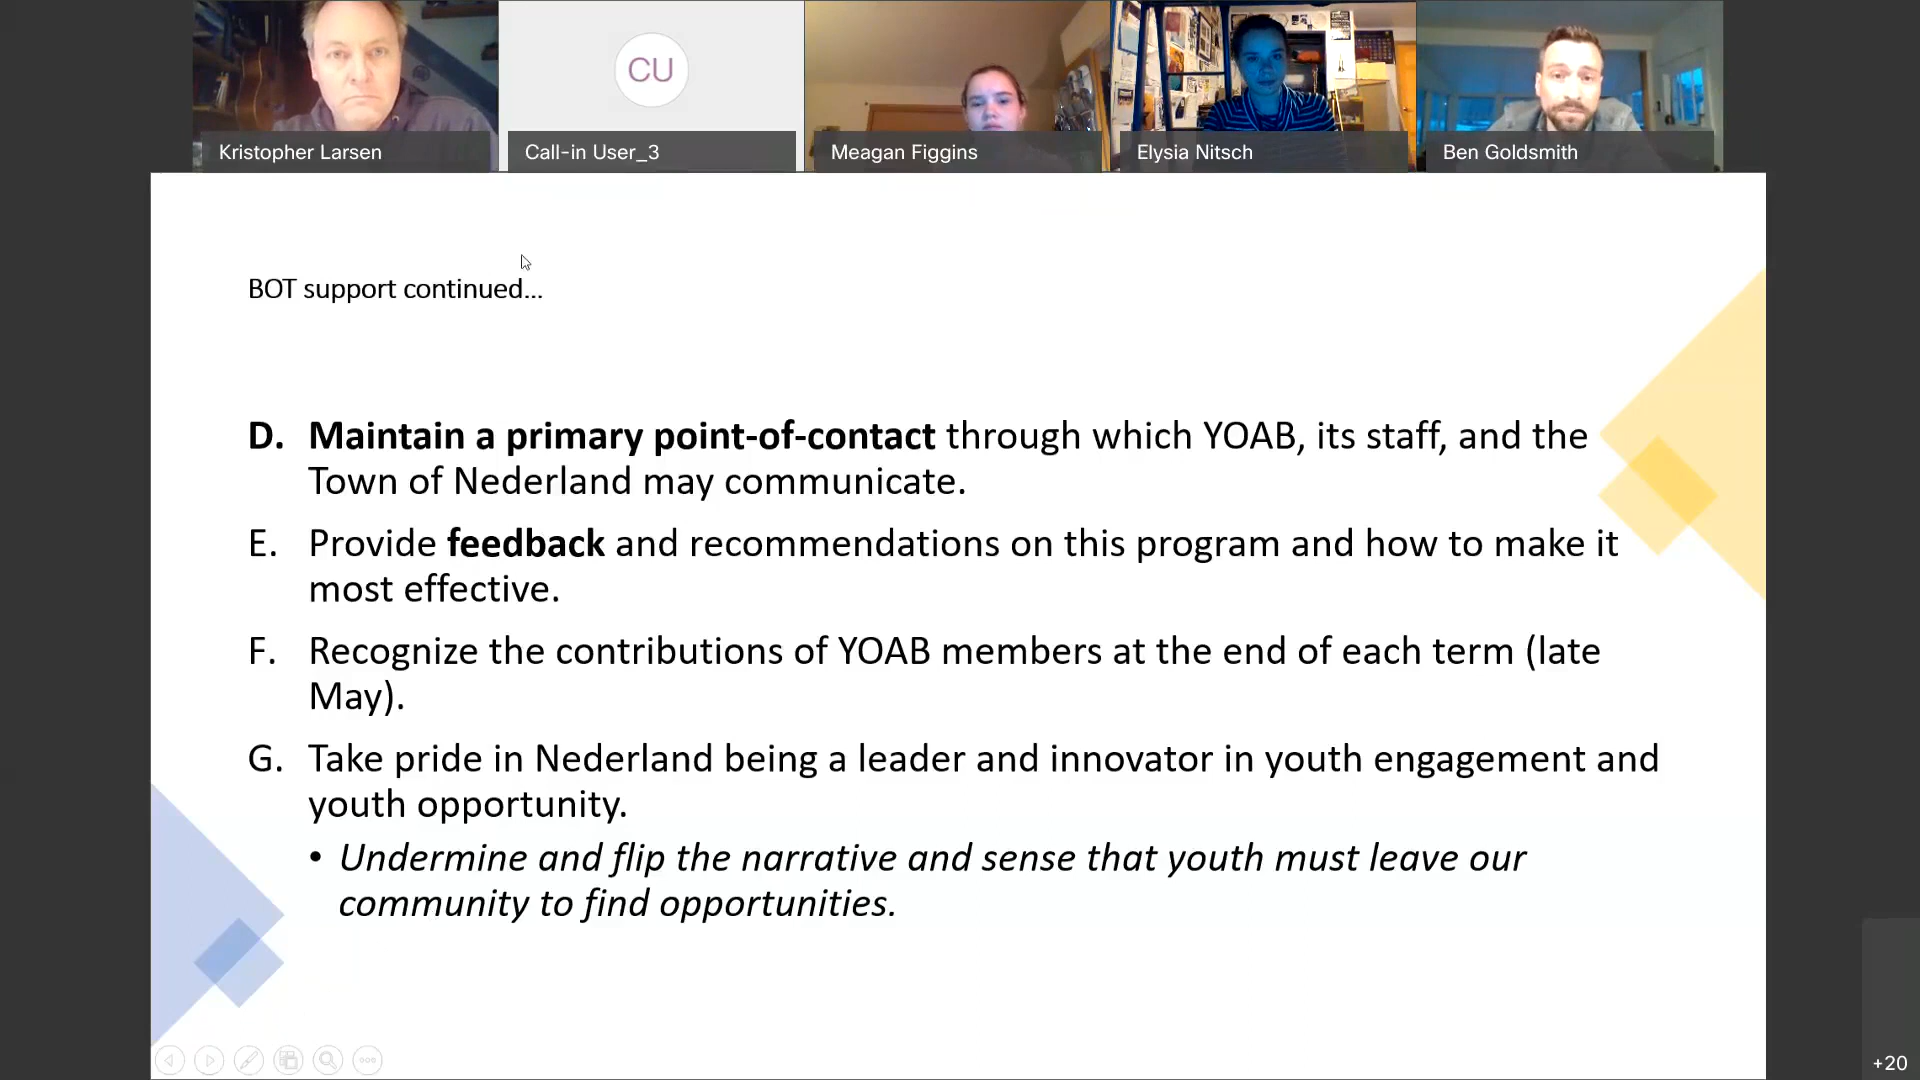 CU
Kristopher Larsen
Call-in User_3
Meagan Figgins
Elysia Nitsch
Ben Goldsmith
BOT support continued...
D. Maintain a primary point-of-contact through which YOAB, its staff, and the
Town of Nederland may communicate.
E. Provide feedback and recommendations on this program and how to make it
most effective.
F. Recognize the contributions of YOAB members at the end of each term (late
May).
G. Take pride in Nederland being a leader and innovator in youth engagement and
youth opportunity.
• Undermine and flip the narrative and sense that youth must leave our
community to find opportunities.
+20